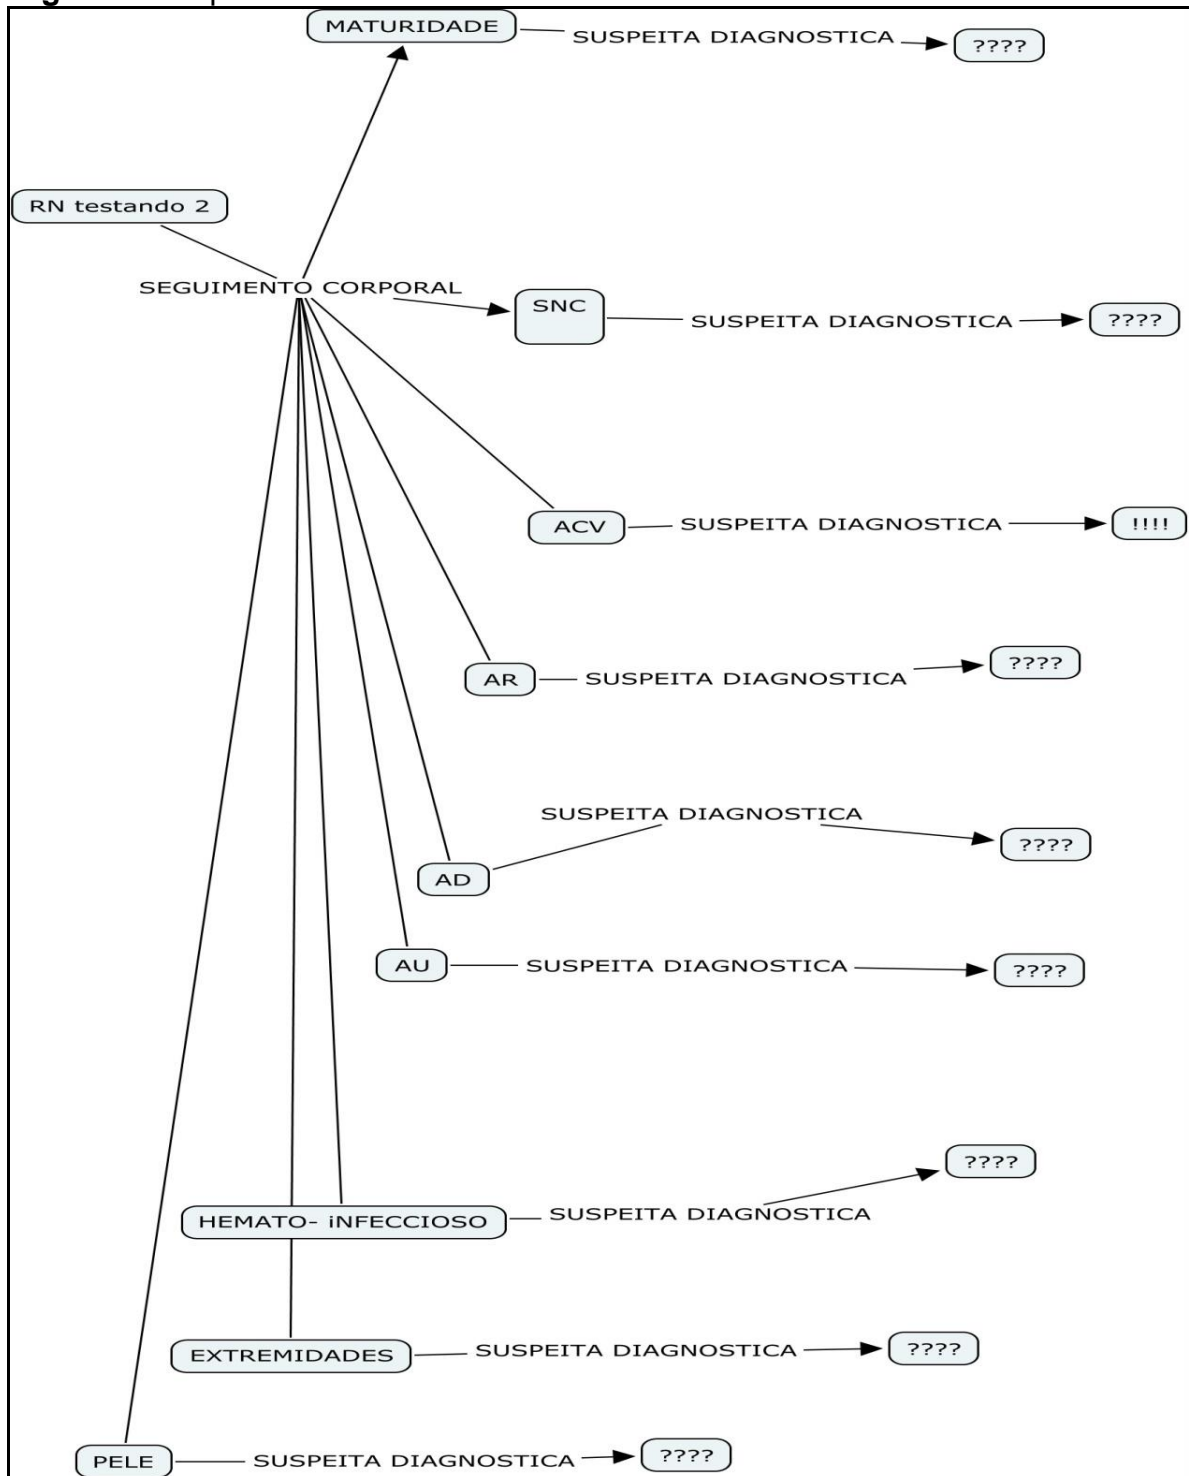 MATURIDADE SUSPEITA DIAGNOSTICA ????
RN testando 2
SEGUIMENTO CORPORAL
SNC SUSPEITA DIAGNOSTICA ????
ACV SUSPEITA DIAGNOSTICA !!!!
AR SUSPEITA DIAGNOSTICA ????
AD SUSPEITA DIAGNOSTICA ????
AU SUSPEITA DIAGNOSTICA ????
HEMATO- iNFECCIOSO SUSPEITA DIAGNOSTICA ????
EXTREMIDADES SUSPEITA DIAGNOSTICA ????
PELE SUSPEITA DIAGNOSTICA ????